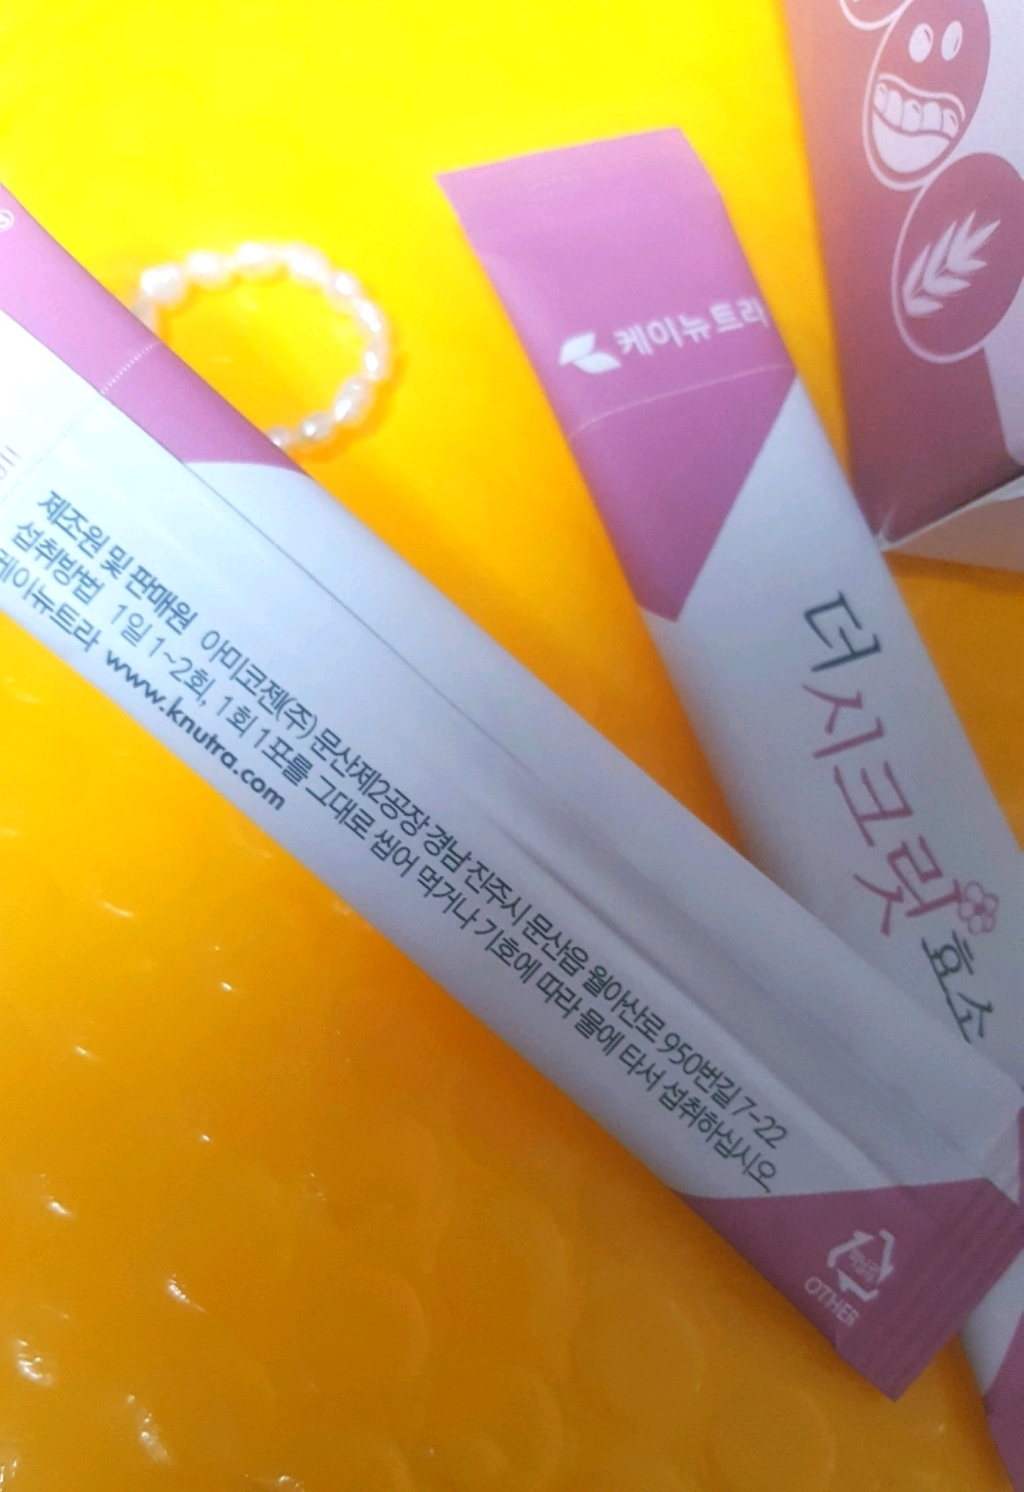 제조원 및 판매원 아미코젠(주) 문산제2공장 경남 진주시 문산읍 월아산로 950번길 7-22
섭취방법 1일 1~2회, 1회 1포를 그대로 씹어 먹거나 기호에 따라 물에 타서 섭취하십시오.
케이뉴트라 www.knutra.com
OTHER
케이뉴트라
더시크릿
효소